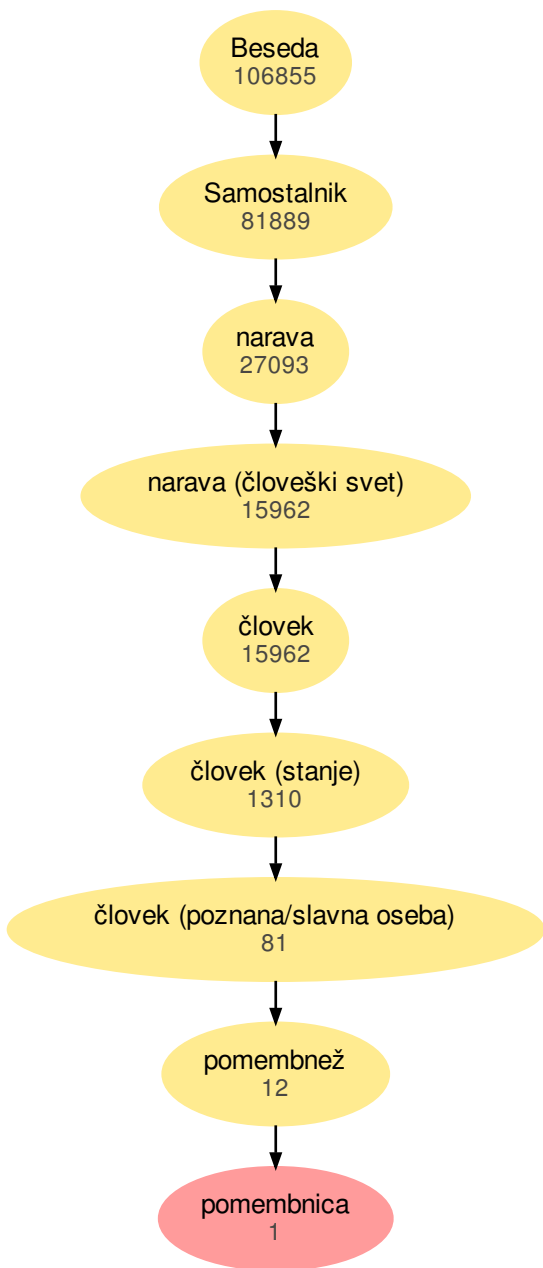 Beseda
106855
Samostalnik
81889
narava
27093
narava (človeški svet)
15962
človek
15962
človek (stanje)
1310
človek (poznana/slavna oseba)
81
pomembnež
12
pomembnica
1